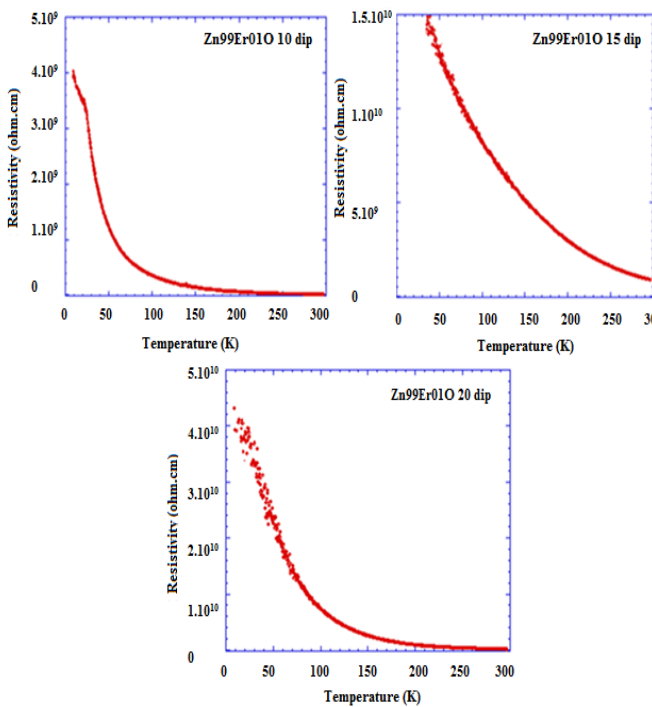 5.10⁹
Zn99Er01O 10 dip
4.10⁹
3.10⁹
2.10⁹
1.10⁹
0
Resistivity (ohm.cm)
0 50 100 150 200 250 300
Temperature (K)
1.5.10¹⁰
Zn99Er01O 15 dip
1.10¹⁰
5.10⁹
0
Resistivity (ohm.cm)
0 50 100 150 200 250 300
Temperature (K)
5.10¹⁰
Zn99Er01O 20 dip
4.10¹⁰
3.10¹⁰
2.10¹⁰
1.10¹⁰
Resistivity (ohm.cm)
0 50 100 150 200 250 300
Temperature (K)